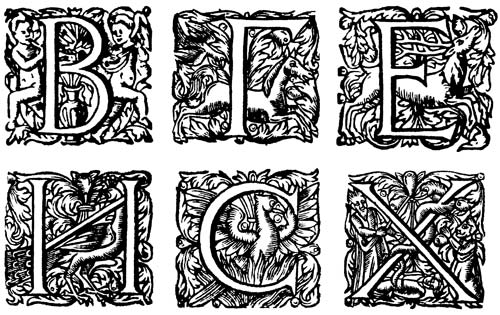 В Г Е
И С Х